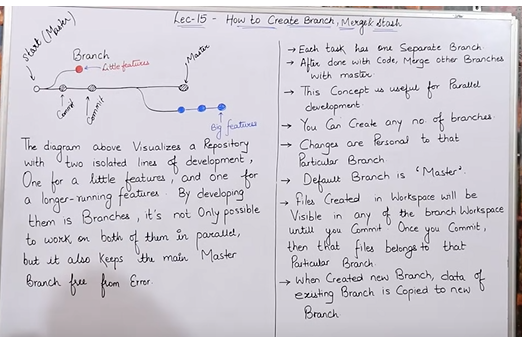 Lec-15 - How to Create Branch, Merge & Stash
Start (Master)
Branch
Little features
Master
Commit
Commit
Big features
The diagram above Visualizes a Repository
with two isolated lines of development,
One for a little features, and one for
a longer-running features. By developing
them is Branches, it's not Only possible
to work on both of them in parallel,
but it also keeps the main Master
Branch free from Error.
→ Each task has one Separate Branch
→ After done with Code, Merge other Branches
with master.
→ This Concept is useful for Parallel
development
→ You Can Create any no. of branches.
→ Changes are Personal to that
Particular Branch
→ Default Branch is 'Master'.
→ Files Created in Workspace will be
Visible in any of the branch Workspace
untill you Commit. Once you Commit,
then that files belongs to that
Particular Branch.
→ When Created new Branch, data of
existing Branch is Copied to new
Branch